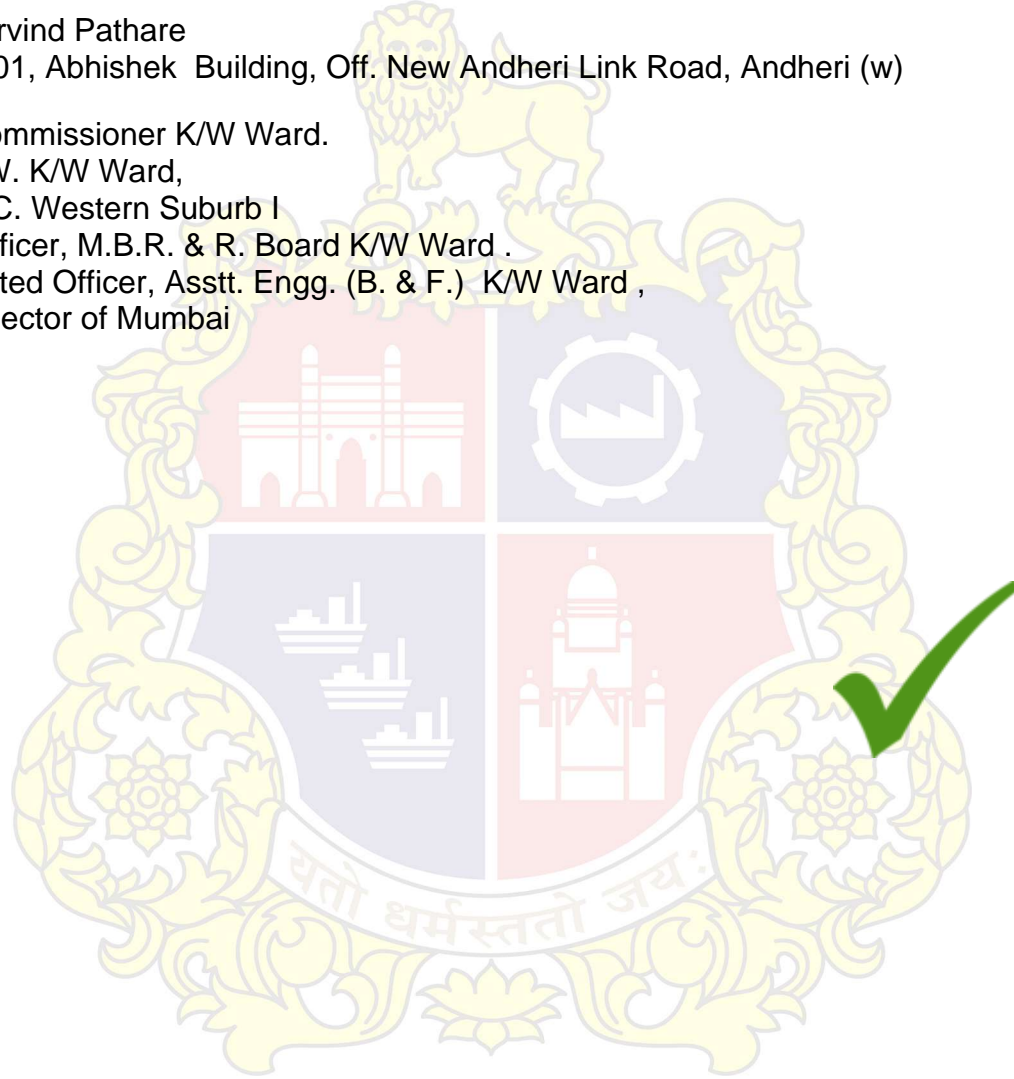 rvind Pathare
01, Abhishek Building, Off. New Andheri Link Road, Andheri (w)
ommissioner K/W Ward.
W. K/W Ward,
C. Western Suburb I
ficer, M.B.R. & R. Board K/W Ward .
ted Officer, Asstt. Engg. (B. & F.) K/W Ward ,
ector of Mumbai
यतो धर्मस्ततो जय: